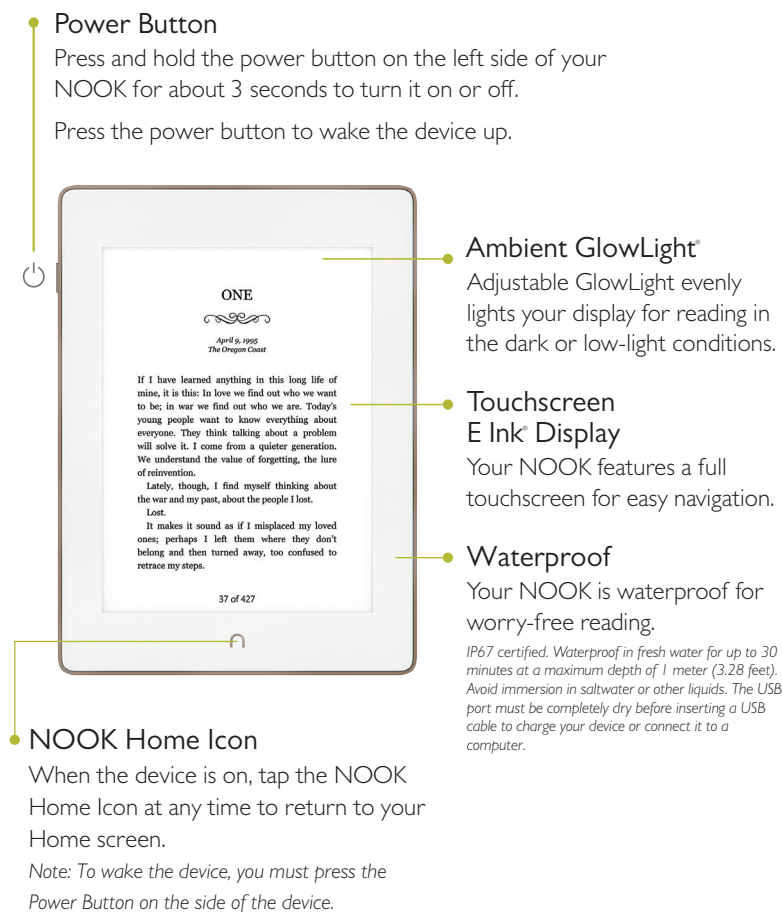 Power Button
Press and hold the power button on the left side of your
NOOK for about 3 seconds to turn it on or off.
Press the power button to wake the device up.
Ambient GlowLight®
Adjustable GlowLight evenly
lights your display for reading in
the dark or low-light conditions.
Touchscreen
E Ink® Display
Your NOOK features a full
touchscreen for easy navigation.
Waterproof
Your NOOK is waterproof for
worry-free reading.
IP67 certified. Waterproof in fresh water for up to 30
minutes at a maximum depth of 1 meter (3.28 feet).
Avoid immersion in saltwater or other liquids. The USB
port must be completely dry before inserting a USB
cable to charge your device or connect it to a
computer.
ONE
April 9, 1995
The Oregon Coast
If I have learned anything in this long life of
mine, it is this: In love we find out who we want
to be; in war we find out who we are. Today's
young people want to know everything about
everyone. They think talking about a problem
will solve it. I come from a quieter generation.
We understand the value of forgetting, the lure
of reinvention.
Lately, though, I find myself thinking about
the war and my past, about the people I lost.
Lost.
It makes it sound as if I misplaced my loved
ones; perhaps I left them where they don't
belong and then turned away, too confused to
retrace my steps.
37 of 427
NOOK Home Icon
When the device is on, tap the NOOK
Home Icon at any time to return to your
Home screen.
Note: To wake the device, you must press the
Power Button on the side of the device.